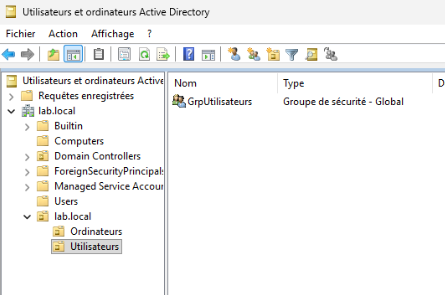 Utilisateurs et ordinateurs Active Directory
Fichier Action Affichage ?
Utilisateurs et ordinateurs Active
Requêtes enregistrées
lab.local
Builtin
Computers
Domain Controllers
ForeignSecurityPrincipals
Managed Service Accour
Users
lab.local
Ordinateurs
Utilisateurs
Nom Type D
GrpUtilisateurs Groupe de sécurité - Global